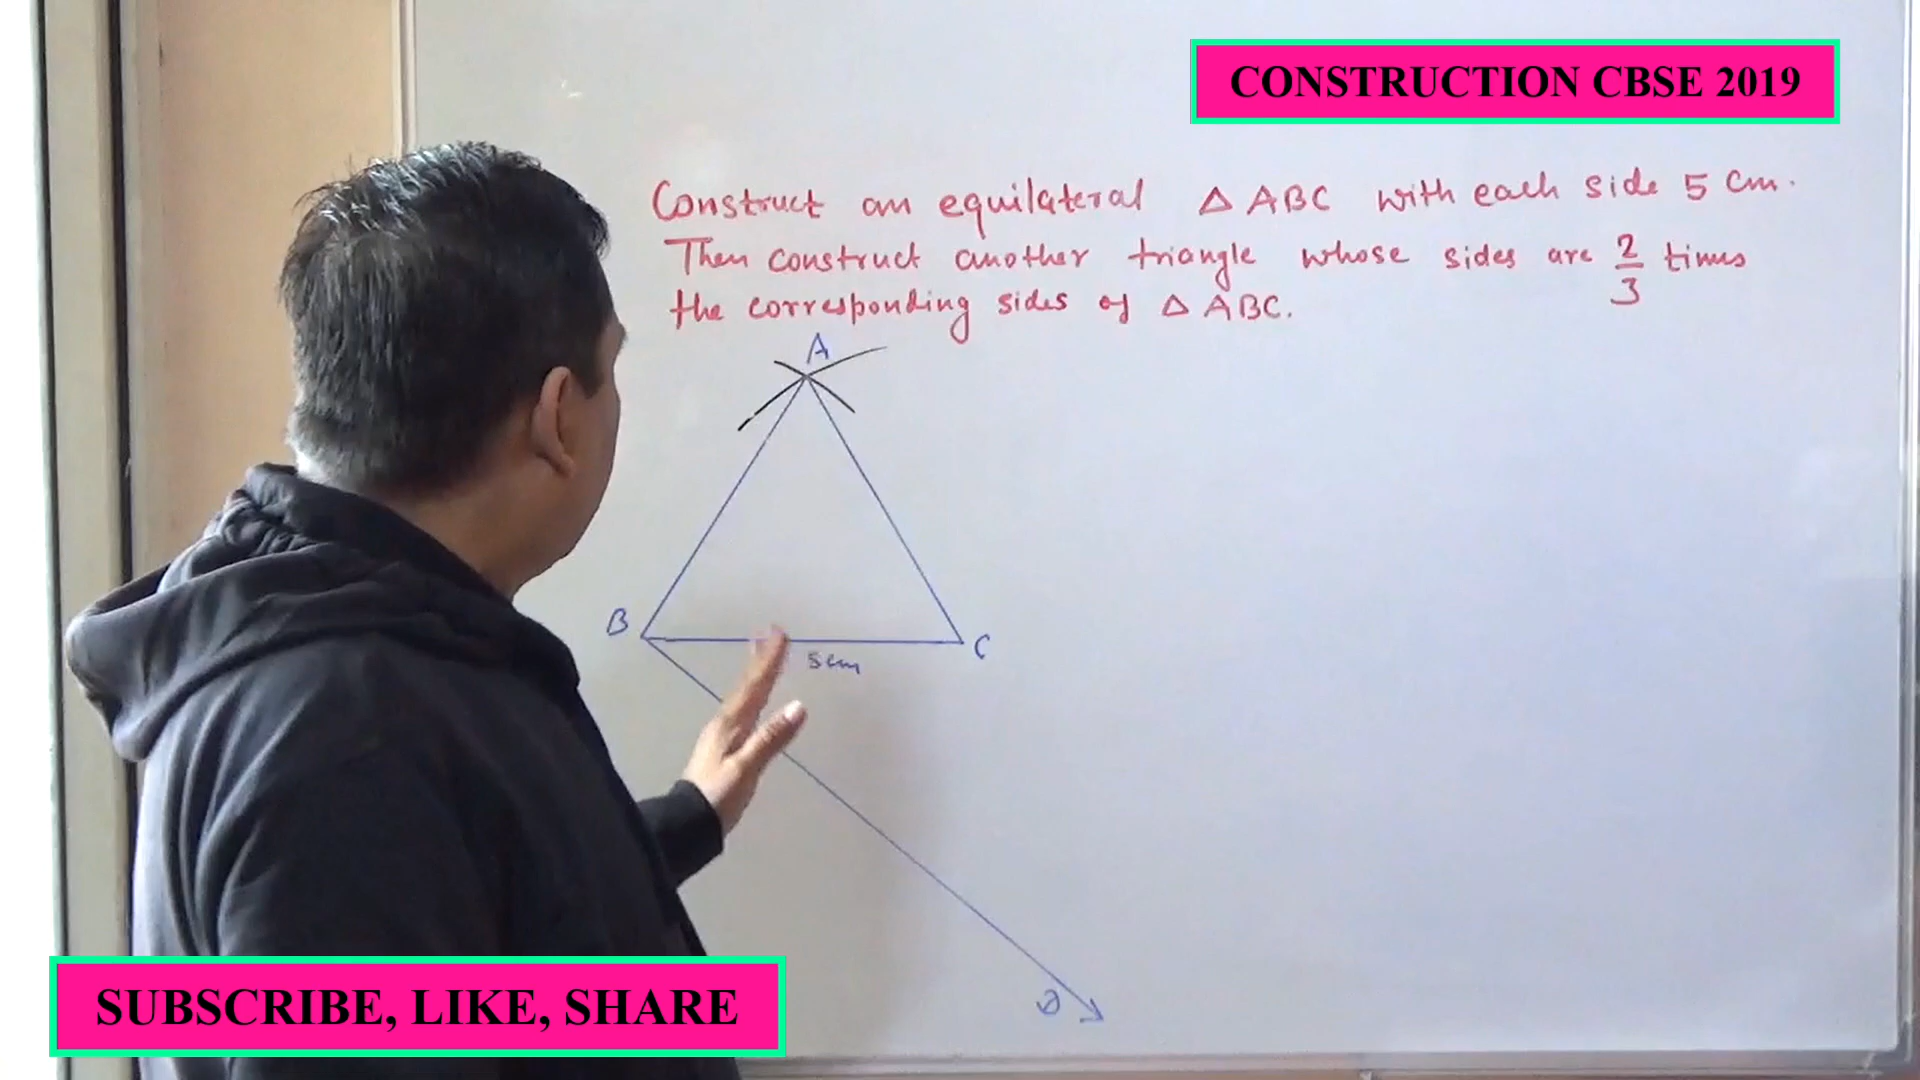 CONSTRUCTION CBSE 2019
Construct an equilateral △ ABC with each side 5 cm.
Then construct another triangle whose sides are 2/3 times
the corresponding sides of △ ABC.
A
B
C
5cm
SUBSCRIBE, LIKE, SHARE